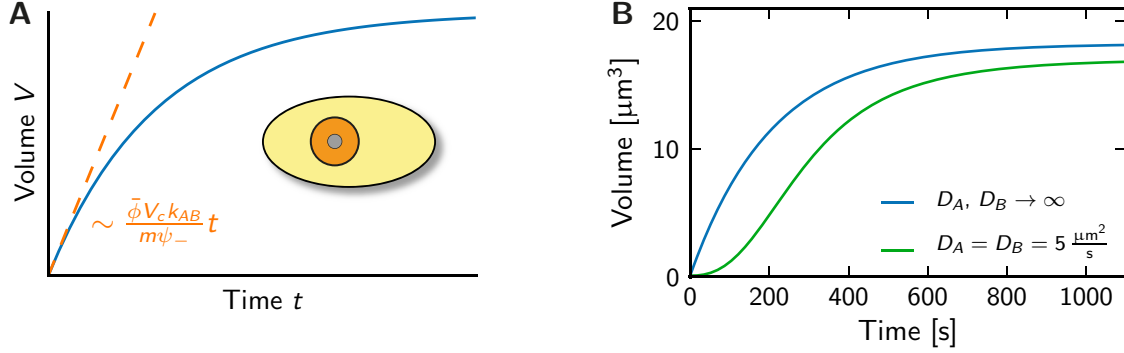 A
Volume V
∼ ϕ̄V_c k_AB / mψ_− t
Time t
B
Volume [μm³]
20
10
0
D_A, D_B → ∞
D_A = D_B = 5 μm²/s
0 200 400 600 800 1000
Time [s]